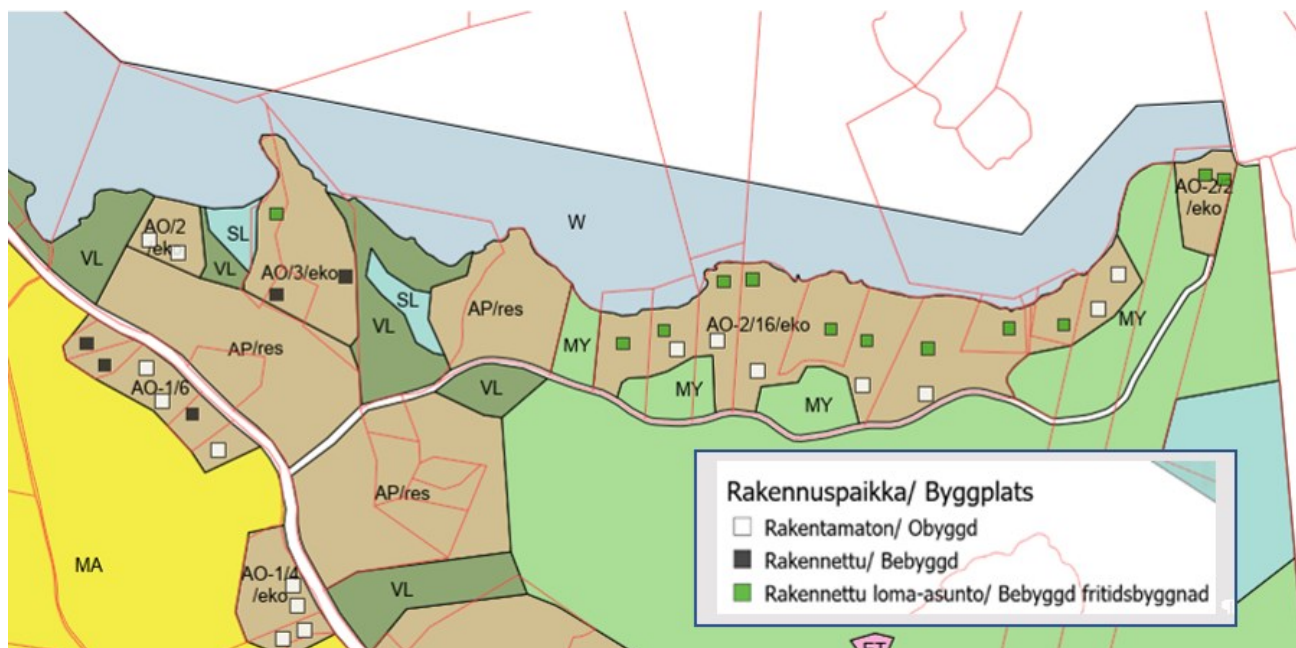 AO-2/2
/eko
AO/2
/eko
SL
W
VL
VL
AO/3/eko
SL
AP/res
AO-2/16/eko
MY
VL
MY
AP/res
VL
MY
MY
AO-1/6
AP/res
Rakennuspaikka/ Byggplats
Rakentamaton/ Obyggd
Rakennettu/ Bebyggd
Rakennettu loma-asunto/ Bebyggd fritidsbyggnad
MA
AO-1/4
/eko
VL
ET